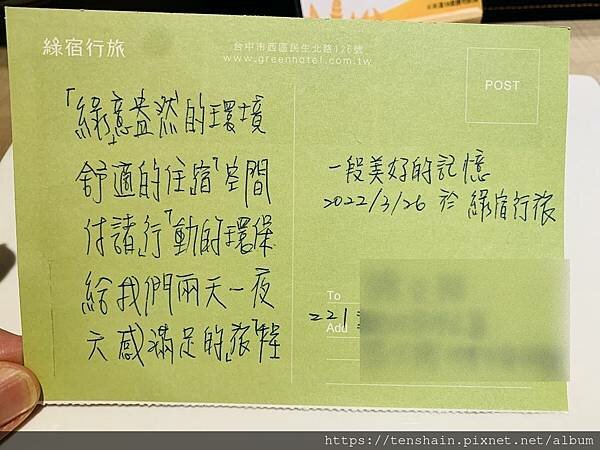 綠宿行旅
台中市西區民生北路126號
www.greenhotel.com.tw
POST
「綠」意盎然的環境
舒適的住「宿」空間
付諸「行」動的環保
給我們兩天一夜
六感滿足的「旅」程
一段美好的記憶
2022/3/26 於 綠宿行旅
To
221
Add
https://tenshain.pixnet.net/album